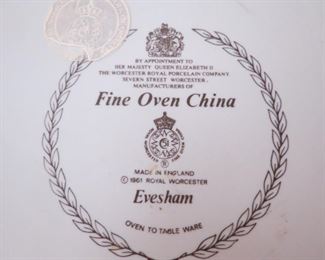 BY APPOINTMENT TO
HER MAJESTY QUEEN ELIZABETH II
THE WORCESTER ROYAL PORCELAIN COMPANY
SEVERN STREET WORCESTER
MANUFACTURERS OF
Fine Oven China
51
®
MADE IN ENGLAND
© 1961 ROYAL WORCESTER
Evesham
OVEN TO TABLE WARE